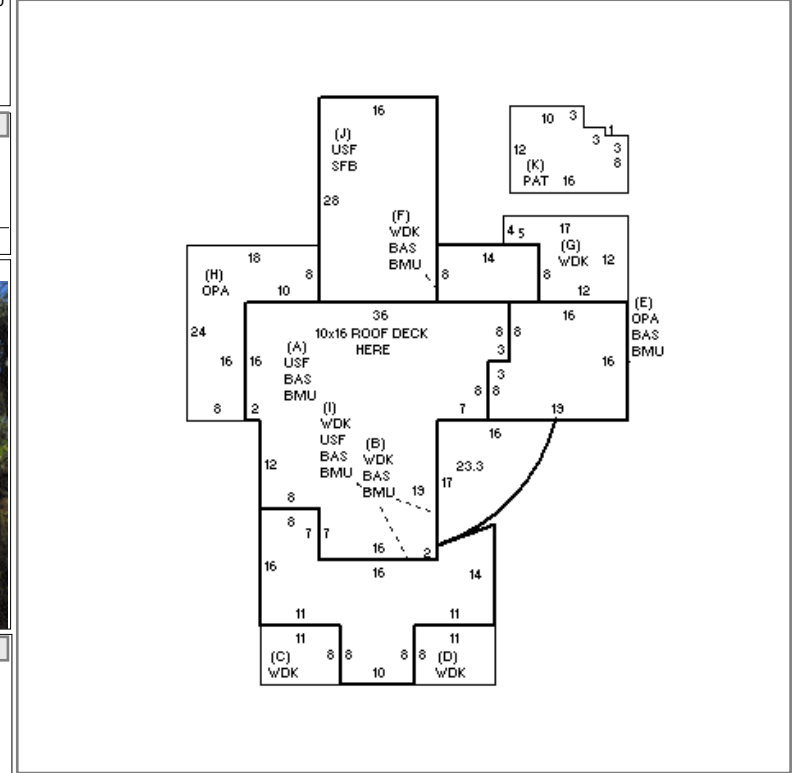 16
(J)
USF
SFB
28
10 3
1
3
3
12
8
(K)
PAT 16
(F)
WDK
BAS
BMU
8
14
8
4 5
17
(G)
WDK
12
12
18
(H)
OPA
8
10
24
16
8
2
36
10x16 ROOF DECK
HERE
16
(A)
USF
BAS
BMU
8
8
3
3
8
8
7
16
(E)
OPA
BAS
BMU
16
19
(I)
WDK
USF
BAS
BMU
(B)
WDK
BAS
BMU
16
23.3
17
19
12
8
8
7
7
16
2
16
16
14
11
11
11
(C)
WDK
8
8
10
8
8
11
(D)
WDK